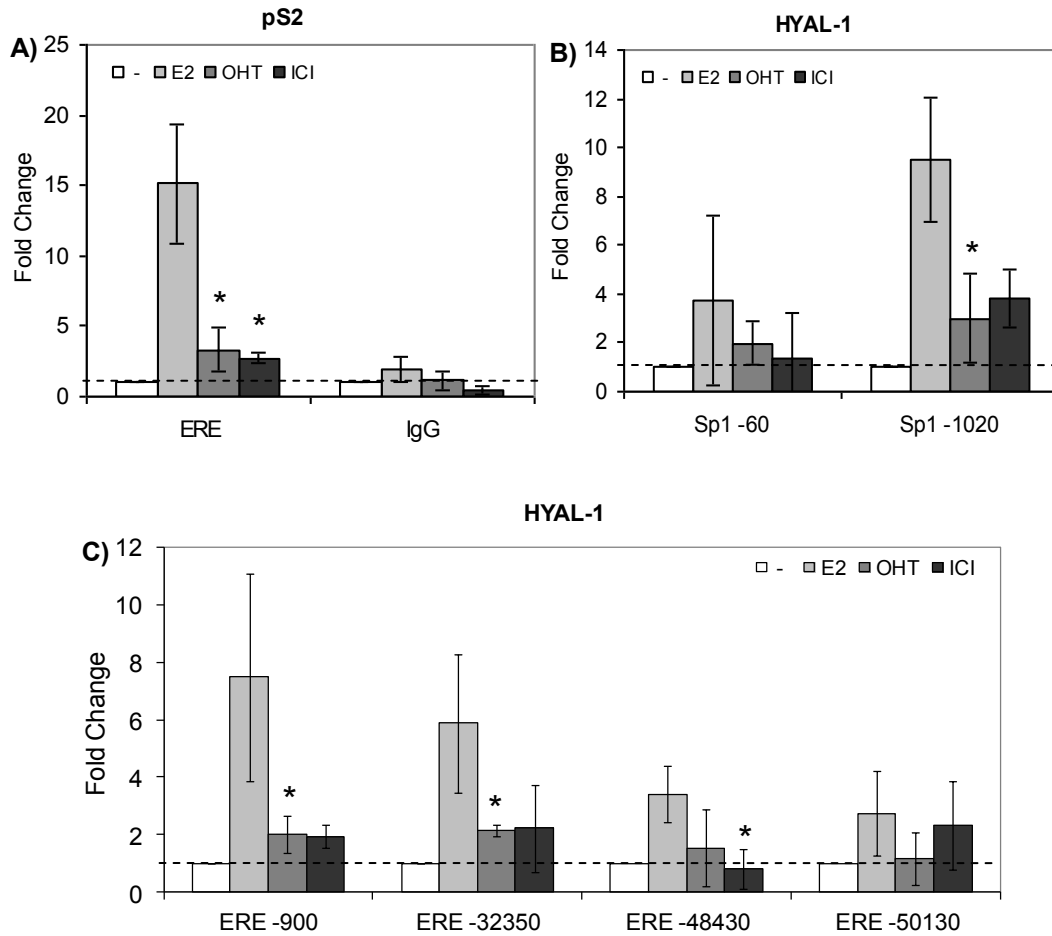 pS2
A)
- E2 OHT ICI
Fold Change
25
20
15
10
5
0
*
*
ERE IgG
HYAL-1
B)
- E2 OHT ICI
Fold Change
14
12
10
8
6
4
2
0
*
Sp1 -60 Sp1 -1020
HYAL-1
C)
- E2 OHT ICI
Fold Change
12
10
8
6
4
2
0
*
*
*
ERE -900 ERE -32350 ERE -48430 ERE -50130